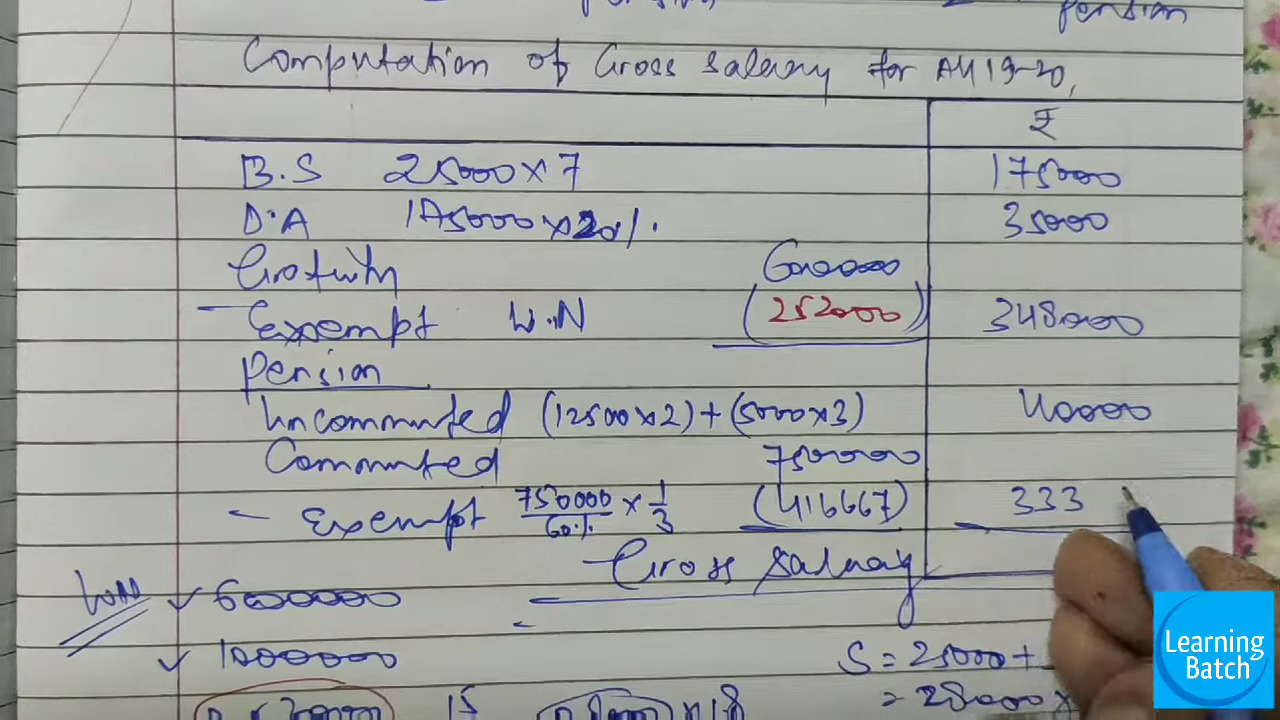 pension
Computation of Gross Salary for AY 19-20,
₹
B.S 25000×7 175000
D.A 175000×20% 35000
Gratuity 600000
- Exempt W.N (252000) 348000
Pension
Uncommuted (12500×2)+(5000×3) 40000
Commuted 750000
- Exempt 750000/60% × 1/3 (416667) 333
Gross Salary
✓ 600000
✓ 1000000
S = 25000+
15 ×18 = 28000×
Learning
Batch